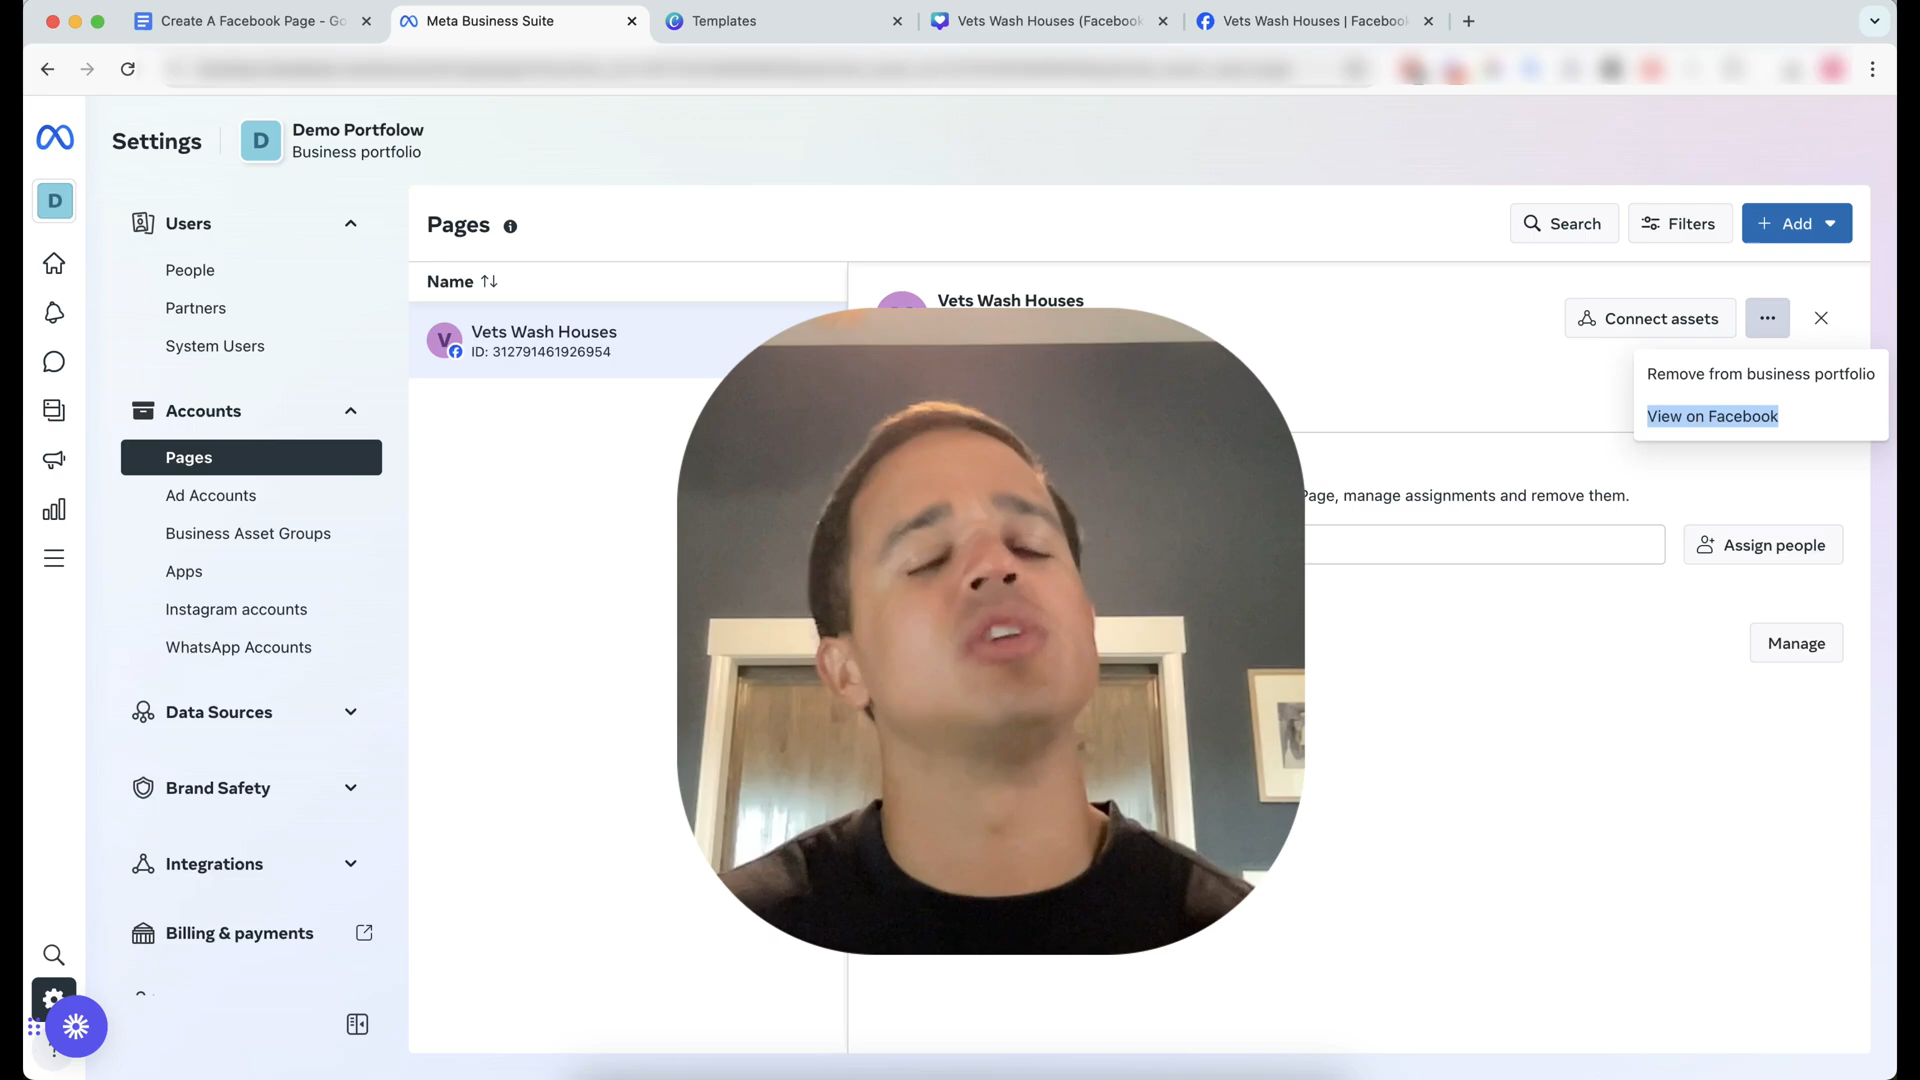 Create A Facebook Page - Go
Meta Business Suite
Templates
Vets Wash Houses (Facebook
Vets Wash Houses | Facebook
Settings
D
Demo Portfolow
Business portfolio
D
Users
People
Partners
System Users
Accounts
Pages
Ad Accounts
Business Asset Groups
Apps
Instagram accounts
WhatsApp Accounts
Data Sources
Brand Safety
Integrations
Billing & payments
Pages
Search
Filters
+ Add
Name
V
Vets Wash Houses
ID: 312791461926954
Vets Wash Houses
Connect assets
Remove from business portfolio
View on Facebook
Page, manage assignments and remove them.
Assign people
Manage